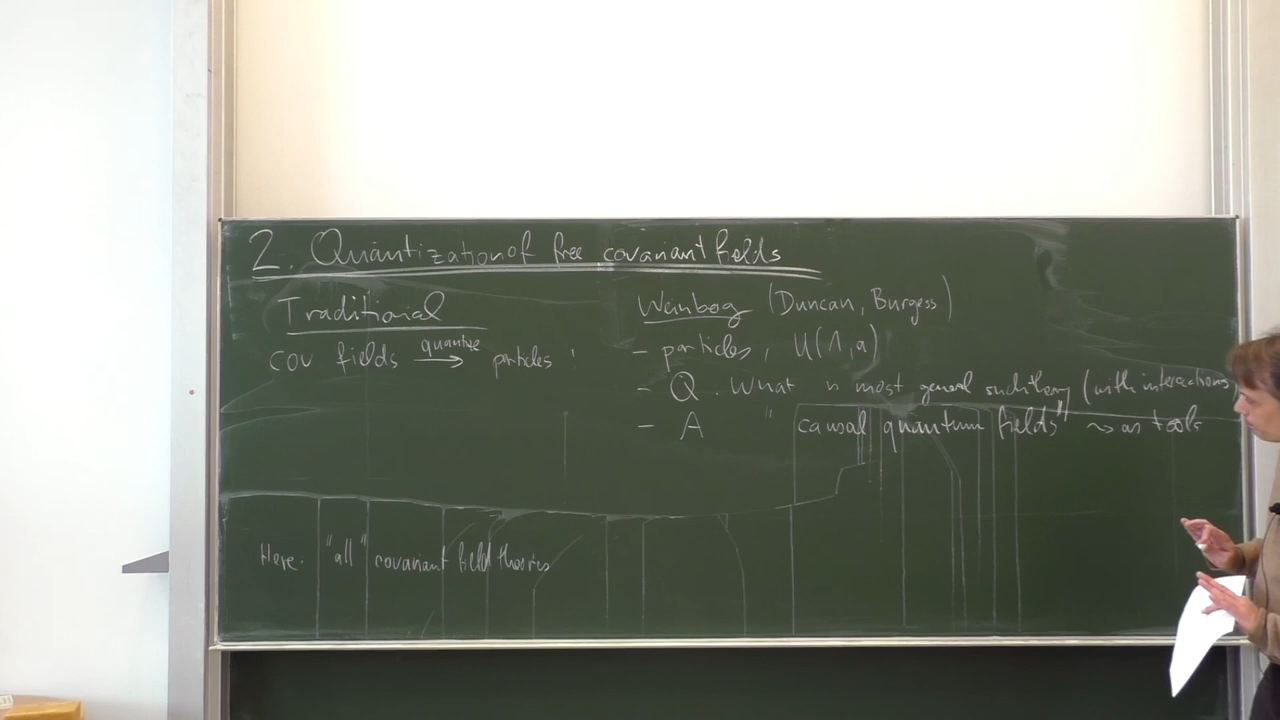 2. Quantization of free covariant fields
Traditional
cov fields quantize → particles
Weinberg (Duncan, Burgess)
- particles, U(Λ,a)
- Q. What is most general such theory (with interactions)
- A "causal quantum fields" ⇝ as tools
Here. "all" covariant field theories